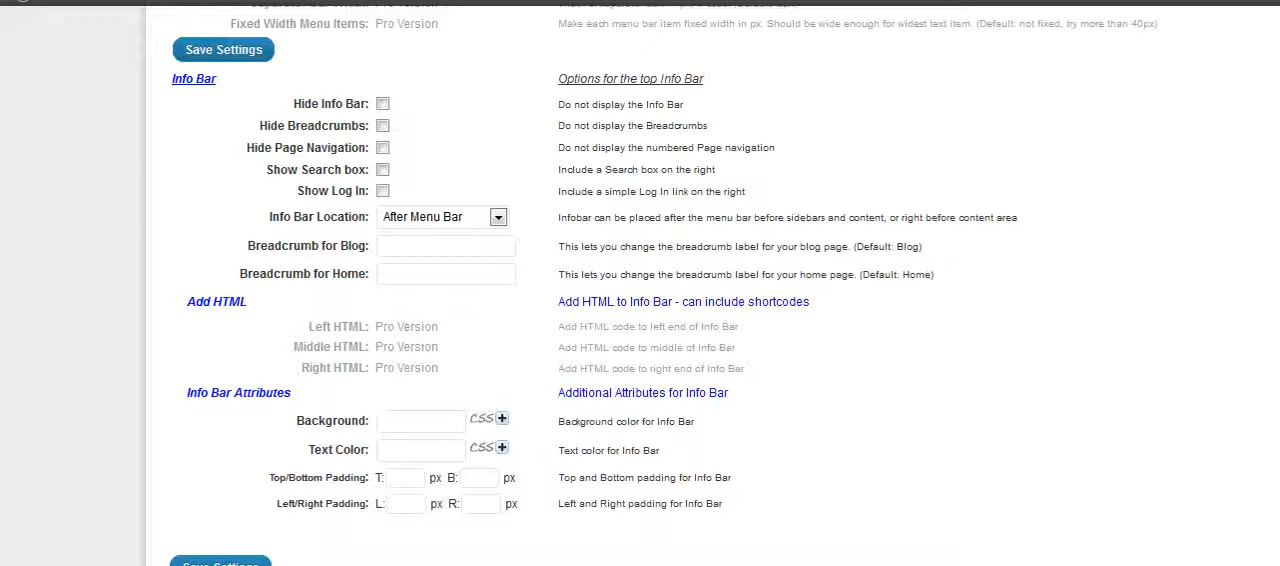 Fixed Width Menu Items: Pro Version Make each menu bar item fixed width in px. Should be wide enough for widest text item. (Default: not fixed, try more than 40px)
Save Settings
Info Bar Options for the top Info Bar
Hide Info Bar: Do not display the Info Bar
Hide Breadcrumbs: Do not display the Breadcrumbs
Hide Page Navigation: Do not display the numbered Page navigation
Show Search box: Include a Search box on the right
Show Log In: Include a simple Log In link on the right
Info Bar Location: After Menu Bar Infobar can be placed after the menu bar before sidebars and content, or right before content area
Breadcrumb for Blog: This lets you change the breadcrumb label for your blog page. (Default: Blog)
Breadcrumb for Home: This lets you change the breadcrumb label for your home page. (Default: Home)
Add HTML Add HTML to Info Bar - can include shortcodes
Left HTML: Pro Version Add HTML code to left end of Info Bar
Middle HTML: Pro Version Add HTML code to middle of Info Bar
Right HTML: Pro Version Add HTML code to right end of Info Bar
Info Bar Attributes Additional Attributes for Info Bar
Background: CSS+ Background color for Info Bar
Text Color: CSS+ Text color for Info Bar
Top/Bottom Padding: T: px B: px Top and Bottom padding for Info Bar
Left/Right Padding: L: px R: px Left and Right padding for Info Bar
Save Settings